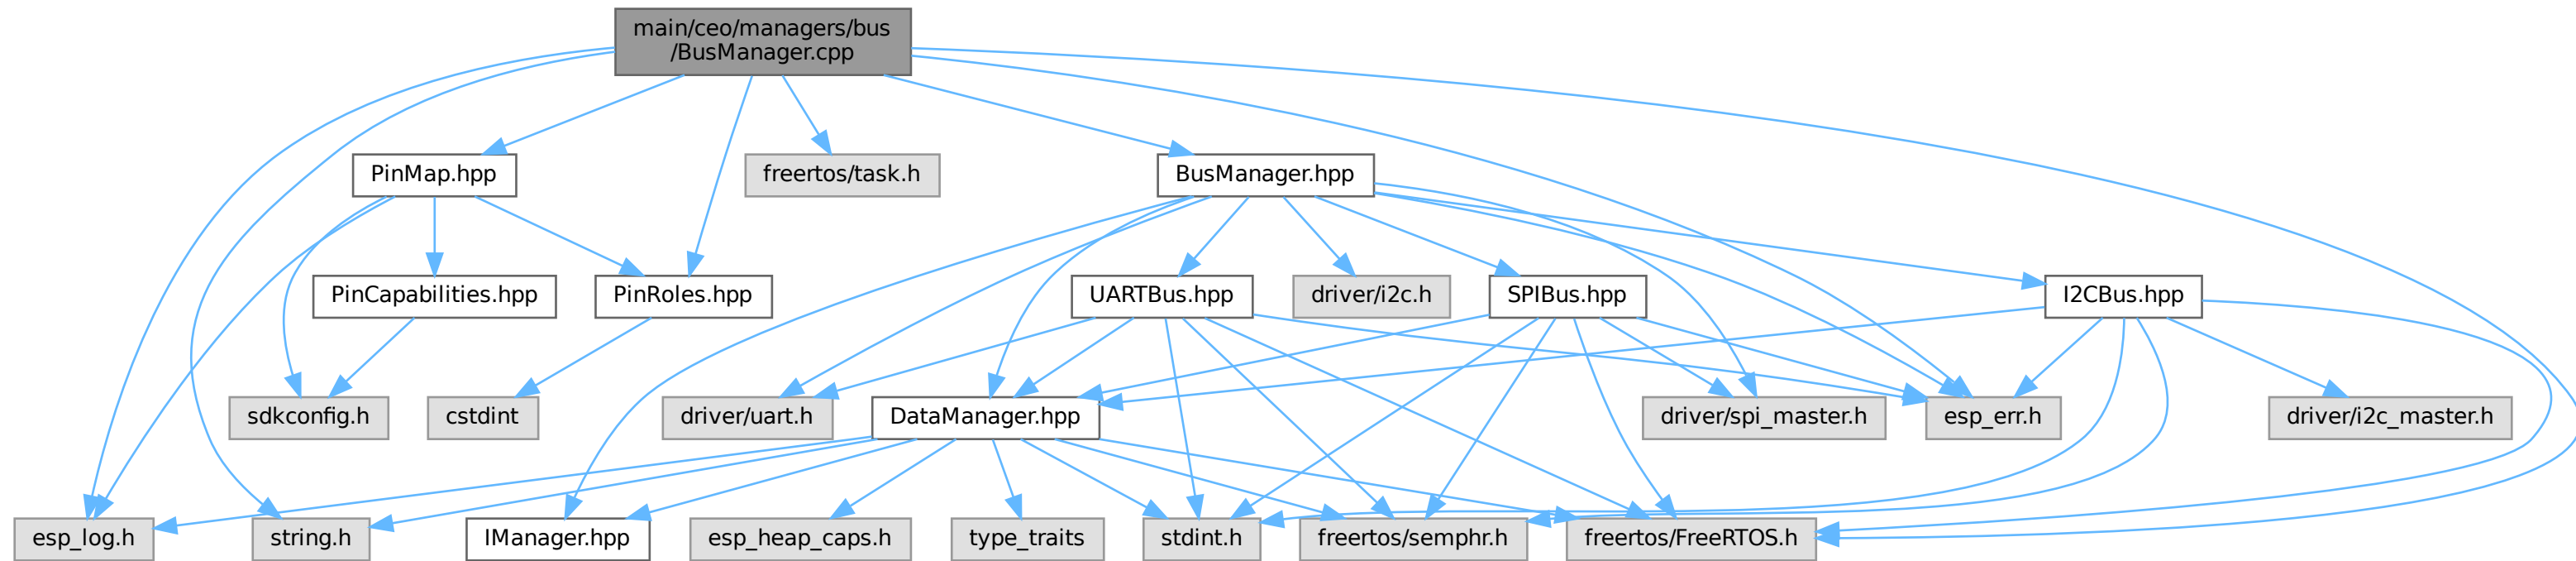 main/ceo/managers/bus
/BusManager.cpp
PinMap.hpp
freertos/task.h
BusManager.hpp
PinCapabilities.hpp
PinRoles.hpp
UARTBus.hpp
driver/i2c.h
SPIBus.hpp
I2CBus.hpp
sdkconfig.h
cstdint
driver/uart.h
DataManager.hpp
driver/spi_master.h
esp_err.h
driver/i2c_master.h
esp_log.h
string.h
IManager.hpp
esp_heap_caps.h
type_traits
stdint.h
freertos/semphr.h
freertos/FreeRTOS.h